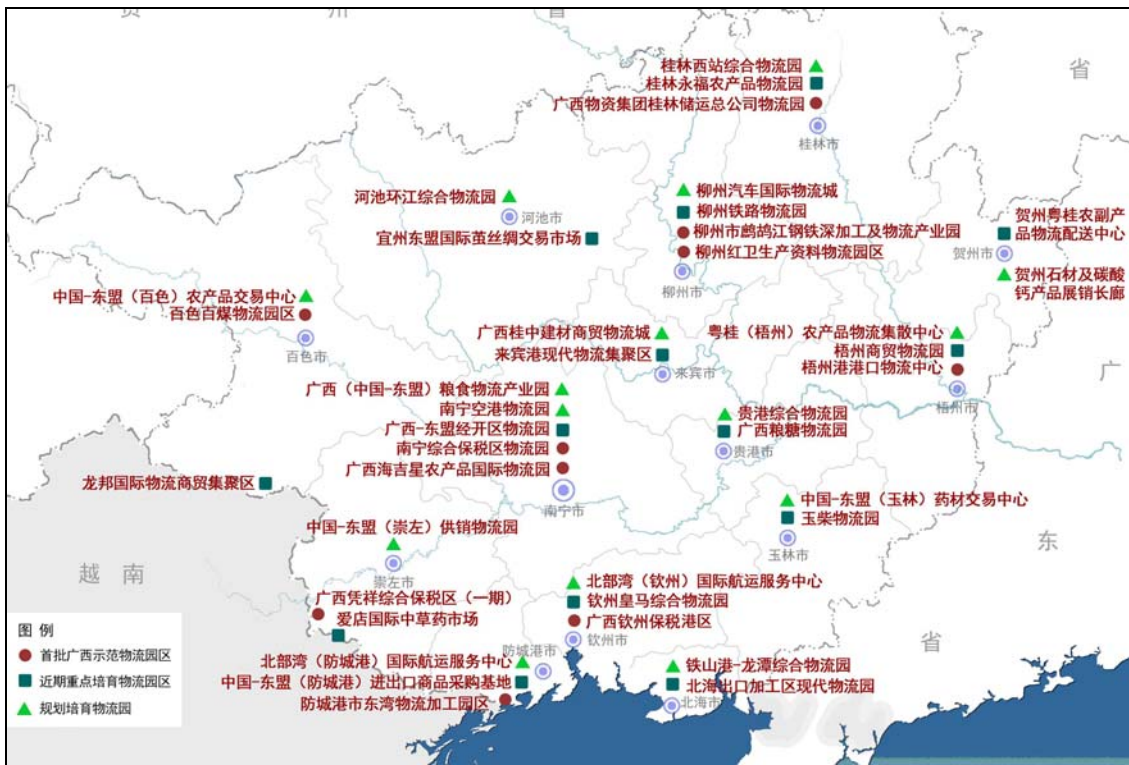 贵
州
省
省
桂林西站综合物流园
桂林永福农产品物流园
广西物资集团桂林储运总公司物流园
桂林市
河池环江综合物流园
河池市
宜州东盟国际茧丝绸交易市场
柳州汽车国际物流城
柳州铁路物流园
柳州市鹧鸪江钢铁深加工及物流产业园
柳州红卫生产资料物流园区
柳州市
贺州粤桂农副产
品物流配送中心
贺州市
贺州石材及碳酸
钙产品展销长廊
中国-东盟（百色）农产品交易中心
百色百煤物流园区
百色市
广西桂中建材商贸物流城
来宾港现代物流集聚区
来宾市
粤桂（梧州）农产品物流集散中心
梧州商贸物流园
梧州港港口物流中心
梧州市
广
广西（中国-东盟）粮食物流产业园
南宁空港物流园
广西-东盟经开区物流园
南宁综合保税区物流园
广西海吉星农产品国际物流园
南宁市
贵港综合物流园
广西粮糖物流园
贵港市
龙邦国际物流商贸集聚区
中国-东盟（玉林）药材交易中心
玉柴物流园
玉林市
东
中国-东盟（崇左）供销物流园
崇左市
越南
广西凭祥综合保税区（一期）
爱店国际中草药市场
北部湾（钦州）国际航运服务中心
钦州皇马综合物流园
广西钦州保税港区
钦州市
省
防城港市
北部湾（防城港）国际航运服务中心
中国-东盟（防城港）进出口商品采购基地
防城港市东湾物流加工园区
铁山港-龙潭综合物流园
北海出口加工区现代物流园
北海市
图例
首批广西示范物流园区
近期重点培育物流园区
规划培育物流园